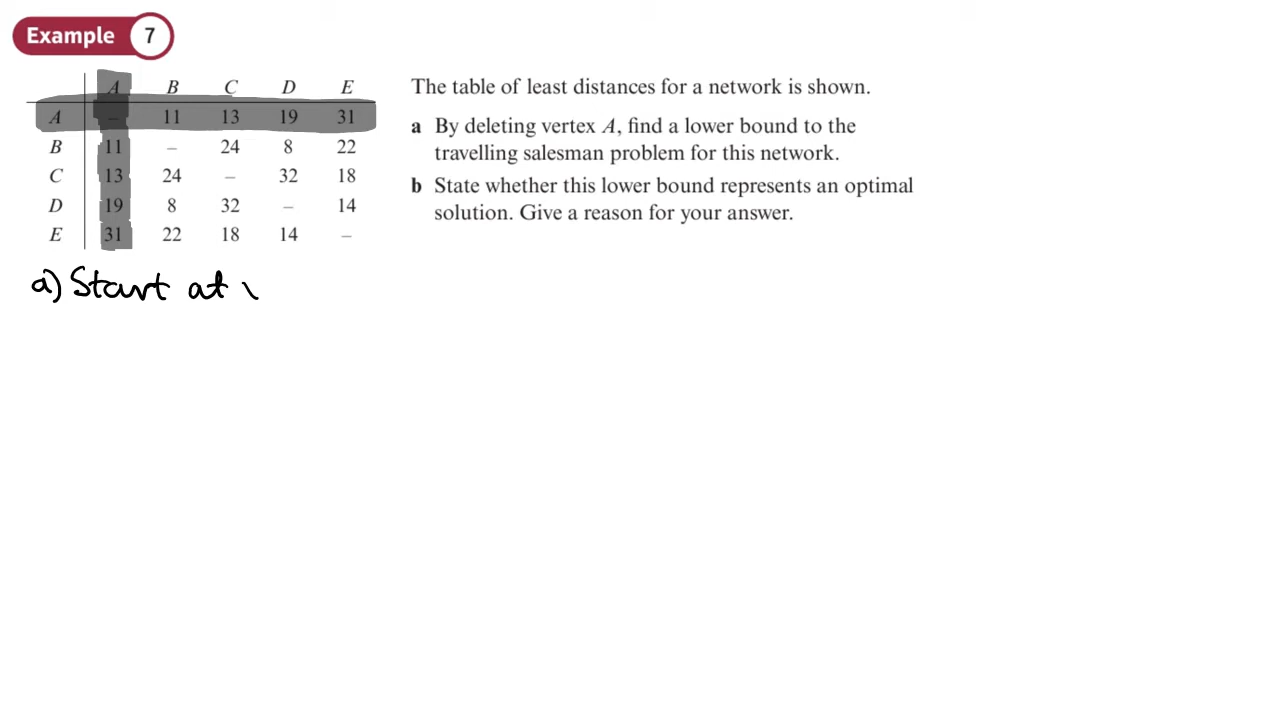 Example 7
A B C D E
A – 11 13 19 31
B 11 – 24 8 22
C 13 24 – 32 18
D 19 8 32 – 14
E 31 22 18 14 –
The table of least distances for a network is shown.
a By deleting vertex A, find a lower bound to the
travelling salesman problem for this network.
b State whether this lower bound represents an optimal
solution. Give a reason for your answer.
a) Start at